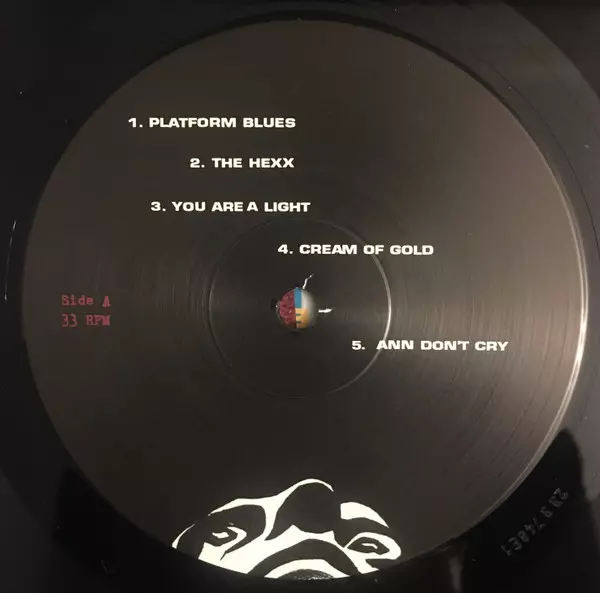 1. PLATFORM BLUES
2. THE HEXX
3. YOU ARE A LIGHT
4. CREAM OF GOLD
Side A
33 RPM
5. ANN DON'T CRY